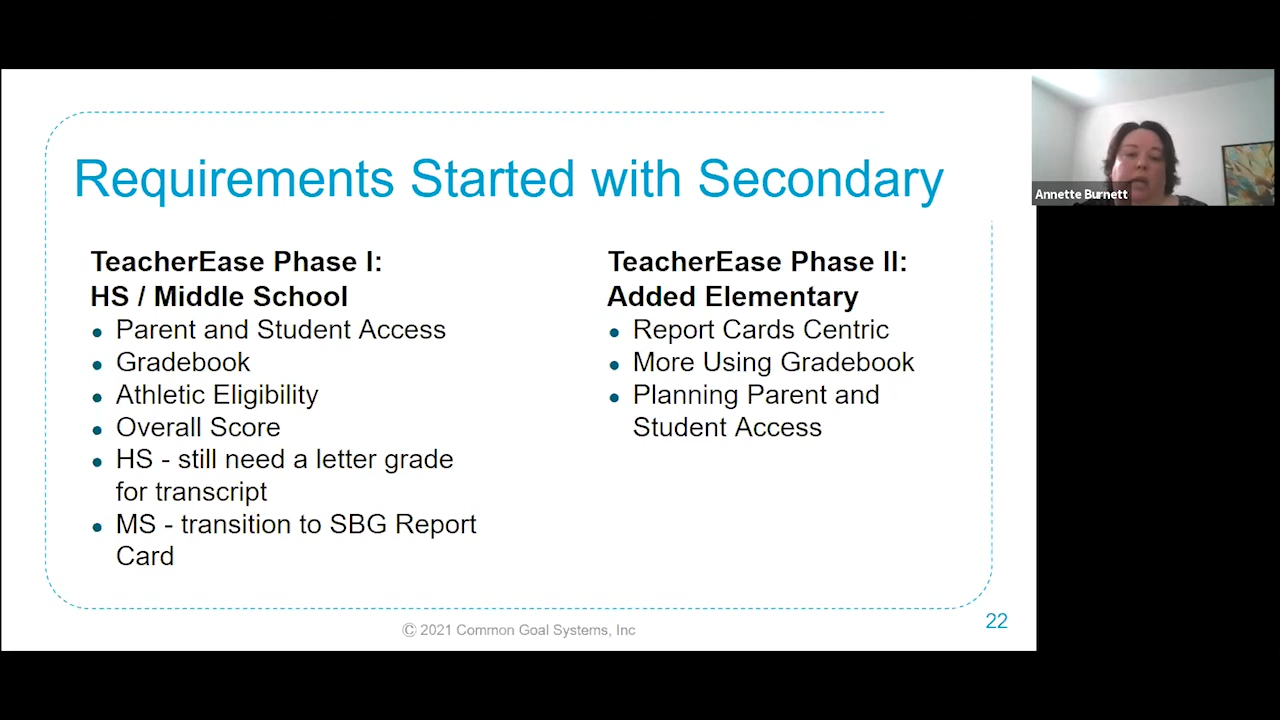 Requirements Started with Secondary
TeacherEase Phase I:
HS / Middle School
• Parent and Student Access
• Gradebook
• Athletic Eligibility
• Overall Score
• HS - still need a letter grade
for transcript
• MS - transition to SBG Report
Card
TeacherEase Phase II:
Added Elementary
• Report Cards Centric
• More Using Gradebook
• Planning Parent and
Student Access
© 2021 Common Goal Systems, Inc
22
Annette Burnett